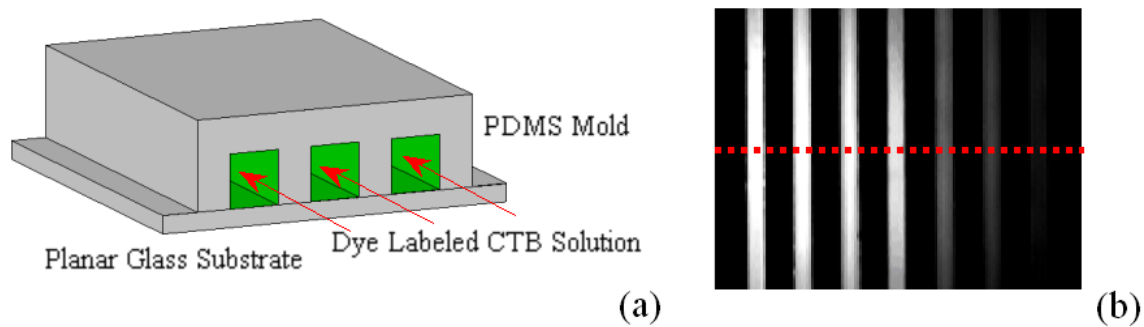 PDMS Mold
Dye Labeled CTB Solution
Planar Glass Substrate
(a)
(b)